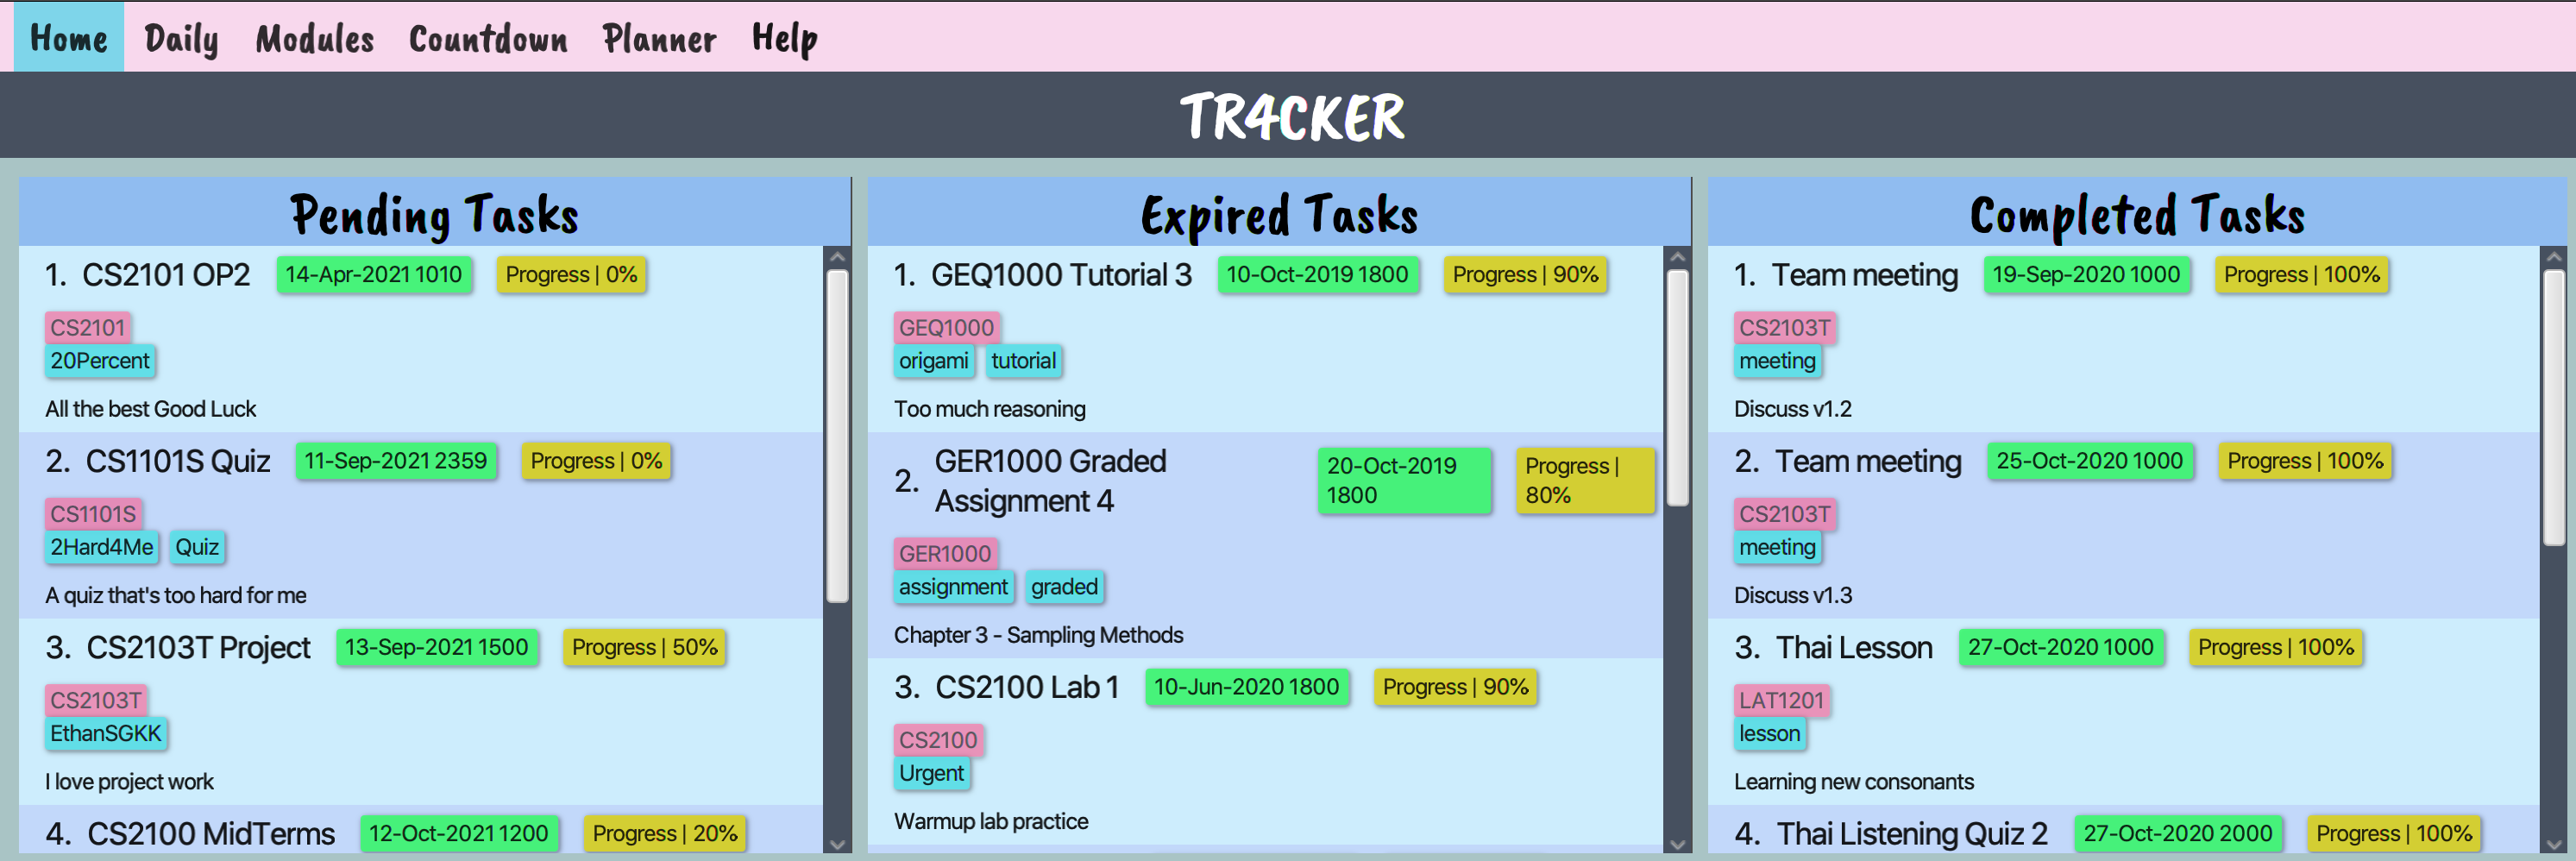 Home Daily Modules Countdown Planner Help
TR4CKER
Pending Tasks
1. CS2101 OP2 14-Apr-2021 1010 Progress | 0%
CS2101
20Percent
All the best Good Luck
2. CS1101S Quiz 11-Sep-2021 2359 Progress | 0%
CS1101S
2Hard4Me Quiz
A quiz that's too hard for me
3. CS2103T Project 13-Sep-2021 1500 Progress | 50%
CS2103T
EthanSGKK
I love project work
4. CS2100 MidTerms 12-Oct-2021 1200 Progress | 20%
Expired Tasks
1. GEQ1000 Tutorial 3 10-Oct-2019 1800 Progress | 90%
GEQ1000
origami tutorial
Too much reasoning
2. GER1000 Graded
Assignment 4
20-Oct-2019
1800
Progress |
80%
GER1000
assignment graded
Chapter 3 - Sampling Methods
3. CS2100 Lab 1 10-Jun-2020 1800 Progress | 90%
CS2100
Urgent
Warmup lab practice
Completed Tasks
1. Team meeting 19-Sep-2020 1000 Progress | 100%
CS2103T
meeting
Discuss v1.2
2. Team meeting 25-Oct-2020 1000 Progress | 100%
CS2103T
meeting
Discuss v1.3
3. Thai Lesson 27-Oct-2020 1000 Progress | 100%
LAT1201
lesson
Learning new consonants
4. Thai Listening Quiz 2 27-Oct-2020 2000 Progress | 100%